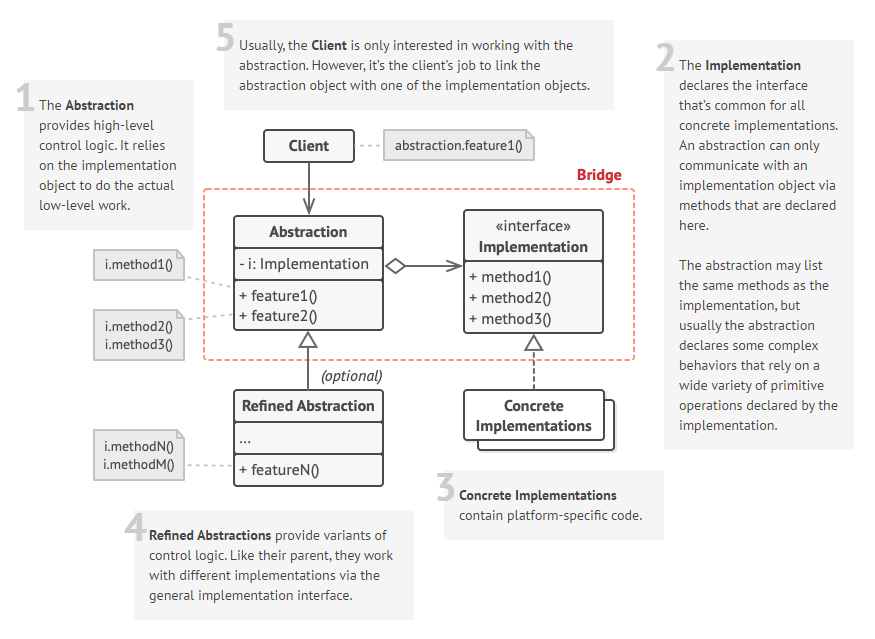 5
Usually, the Client is only interested in working with the
abstraction. However, it's the client's job to link the
abstraction object with one of the implementation objects.
1
The Abstraction
provides high-level
control logic. It relies
on the implementation
object to do the actual
low-level work.
2
The Implementation
declares the interface
that's common for all
concrete implementations.
An abstraction can only
communicate with an
implementation object via
methods that are declared
here.
The abstraction may list
the same methods as the
implementation, but
usually the abstraction
declares some complex
behaviors that rely on a
wide variety of primitive
operations declared by the
implementation.
Client
abstraction.feature1()
Bridge
Abstraction
- i: Implementation
+ feature1()
+ feature2()
«interface»
Implementation
+ method1()
+ method2()
+ method3()
i.method1()
i.method2()
i.method3()
(optional)
Refined Abstraction
...
+ featureN()
Concrete
Implementations
i.methodN()
i.methodM()
3
Concrete Implementations
contain platform-specific code.
4
Refined Abstractions provide variants of
control logic. Like their parent, they work
with different implementations via the
general implementation interface.